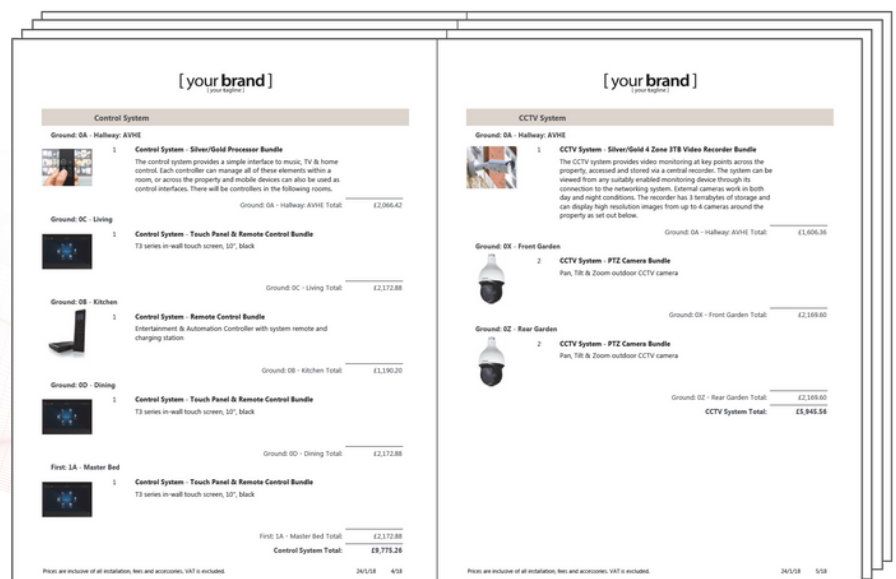 [ your brand ]
[ your tagline ]
Control System
Ground: 0A - Hallway: AVHE
1 Control System - Silver/Gold Processor Bundle
The control system provides a simple interface to music, TV & home
control. Each controller can manage all of these elements within a
room, or across the property and mobile devices can also be used as
control interfaces. There will be controllers in the following rooms.
Ground: 0A - Hallway: AVHE Total: £2,066.42
Ground: 0C - Living
1 Control System - Touch Panel & Remote Control Bundle
T3 series in-wall touch screen, 10", black
Ground: 0C - Living Total: £2,172.88
Ground: 0B - Kitchen
1 Control System - Remote Control Bundle
Entertainment & Automation Controller with system remote and
charging station
Ground: 0B - Kitchen Total: £1,190.20
Ground: 0D - Dining
1 Control System - Touch Panel & Remote Control Bundle
T3 series in-wall touch screen, 10", black
Ground: 0D - Dining Total: £2,172.88
First: 1A - Master Bed
1 Control System - Touch Panel & Remote Control Bundle
T3 series in-wall touch screen, 10", black
First: 1A - Master Bed Total: £2,172.88
Control System Total: £9,775.26
Prices are inclusive of all installation, fees and accessories. VAT is excluded. 24/1/18 4/18
[ your brand ]
[ your tagline ]
CCTV System
Ground: 0A - Hallway: AVHE
1 CCTV System - Silver/Gold 4 Zone 3TB Video Recorder Bundle
The CCTV system provides video monitoring at key points across the
property, accessed and stored via a central recorder. The system can be
viewed from any suitably enabled monitoring device through its
connection to the networking system. External cameras work in both
day and night conditions. The recorder has 3 terrabytes of storage and
can display high resolution images from up to 4 cameras around the
property as set out below.
Ground: 0A - Hallway: AVHE Total: £1,606.36
Ground: 0X - Front Garden
2 CCTV System - PTZ Camera Bundle
Pan, Tilt & Zoom outdoor CCTV camera
Ground: 0X - Front Garden Total: £2,169.60
Ground: 0Z - Rear Garden
2 CCTV System - PTZ Camera Bundle
Pan, Tilt & Zoom outdoor CCTV camera
Ground: 0Z - Rear Garden Total: £2,169.60
CCTV System Total: £5,945.56
Prices are inclusive of all installation, fees and accessories. VAT is excluded. 24/1/18 5/18